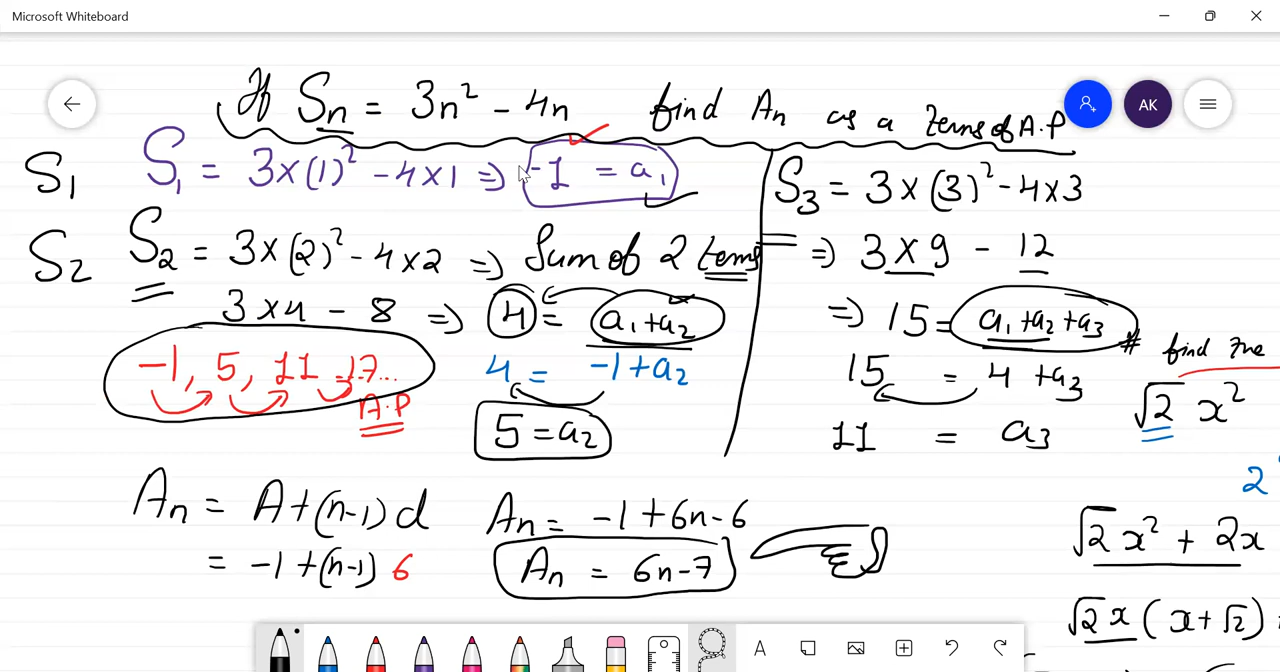 Microsoft Whiteboard
AK
If Sn = 3n² - 4n find An as a terms of A.P
S₁ S₁ = 3×(1)² - 4×1 ⇒ -1 = a₁
S₂ S₂ = 3×(2)² - 4×2 ⇒ Sum of 2 terms
3×4 - 8 ⇒ 4 = a₁+a₂
4 = -1+a₂
5 = a₂
-1, 5, 11 17...
A.P
S₃ = 3×(3)² - 4×3
⇒ 3×9 - 12
⇒ 15 = a₁+a₂+a₃
15 = 4+a₃
11 = a₃
An = A+(n-1)d
= -1+(n-1) 6
An = -1+6n-6
An = 6n-7
# find the
√2 x²
2
√2x² + 2x
√2x (x+√2)
A